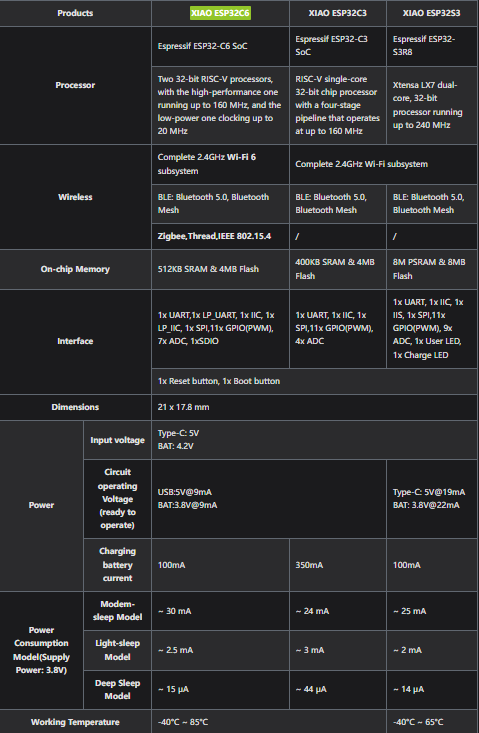 Products XIAO ESP32C6 XIAO ESP32C3 XIAO ESP32S3
Processor
Espressif ESP32-C6 SoC
Espressif ESP32-C3
SoC
Espressif ESP32-
S3R8
Two 32-bit RISC-V processors,
with the high-performance one
running up to 160 MHz, and the
low-power one clocking up to
20 MHz
RISC-V single-core
32-bit chip processor
with a four-stage
pipeline that operates
at up to 160 MHz
Xtensa LX7 dual-
core, 32-bit
processor running
up to 240 MHz
Wireless
Complete 2.4GHz Wi-Fi 6
subsystem
Complete 2.4GHz Wi-Fi subsystem
BLE: Bluetooth 5.0, Bluetooth
Mesh
BLE: Bluetooth 5.0,
Bluetooth Mesh
BLE: Bluetooth 5.0,
Bluetooth Mesh
Zigbee,Thread,IEEE 802.15.4
/
/
On-chip Memory
512KB SRAM & 4MB Flash
400KB SRAM & 4MB
Flash
8M PSRAM & 8MB
Flash
Interface
1x UART,1x LP_UART, 1x IIC, 1x
LP_IIC, 1x SPI,11x GPIO(PWM),
7x ADC, 1xSDIO
1x UART, 1x IIC, 1x
SPI,11x GPIO(PWM),
4x ADC
1x UART, 1x IIC, 1x
IIS, 1x SPI,11x
GPIO(PWM), 9x
ADC, 1x User LED,
1x Charge LED
1x Reset button, 1x Boot button
Dimensions
21 x 17.8 mm
Power
Input voltage
Type-C: 5V
BAT: 4.2V
Circuit
operating
Voltage
(ready to
operate)
USB:5V@9mA
BAT:3.8V@9mA
Type-C: 5V@19mA
BAT: 3.8V@22mA
Charging
battery
current
100mA
350mA
100mA
Power
Consumption
Model(Supply
Power: 3.8V)
Modem-
sleep Model
~ 30 mA
~ 24 mA
~ 25 mA
Light-sleep
Model
~ 2.5 mA
~ 3 mA
~ 2 mA
Deep Sleep
Model
~ 15 μA
~ 44 μA
~ 14 μA
Working Temperature
-40°C ~ 85°C
-40°C ~ 65°C